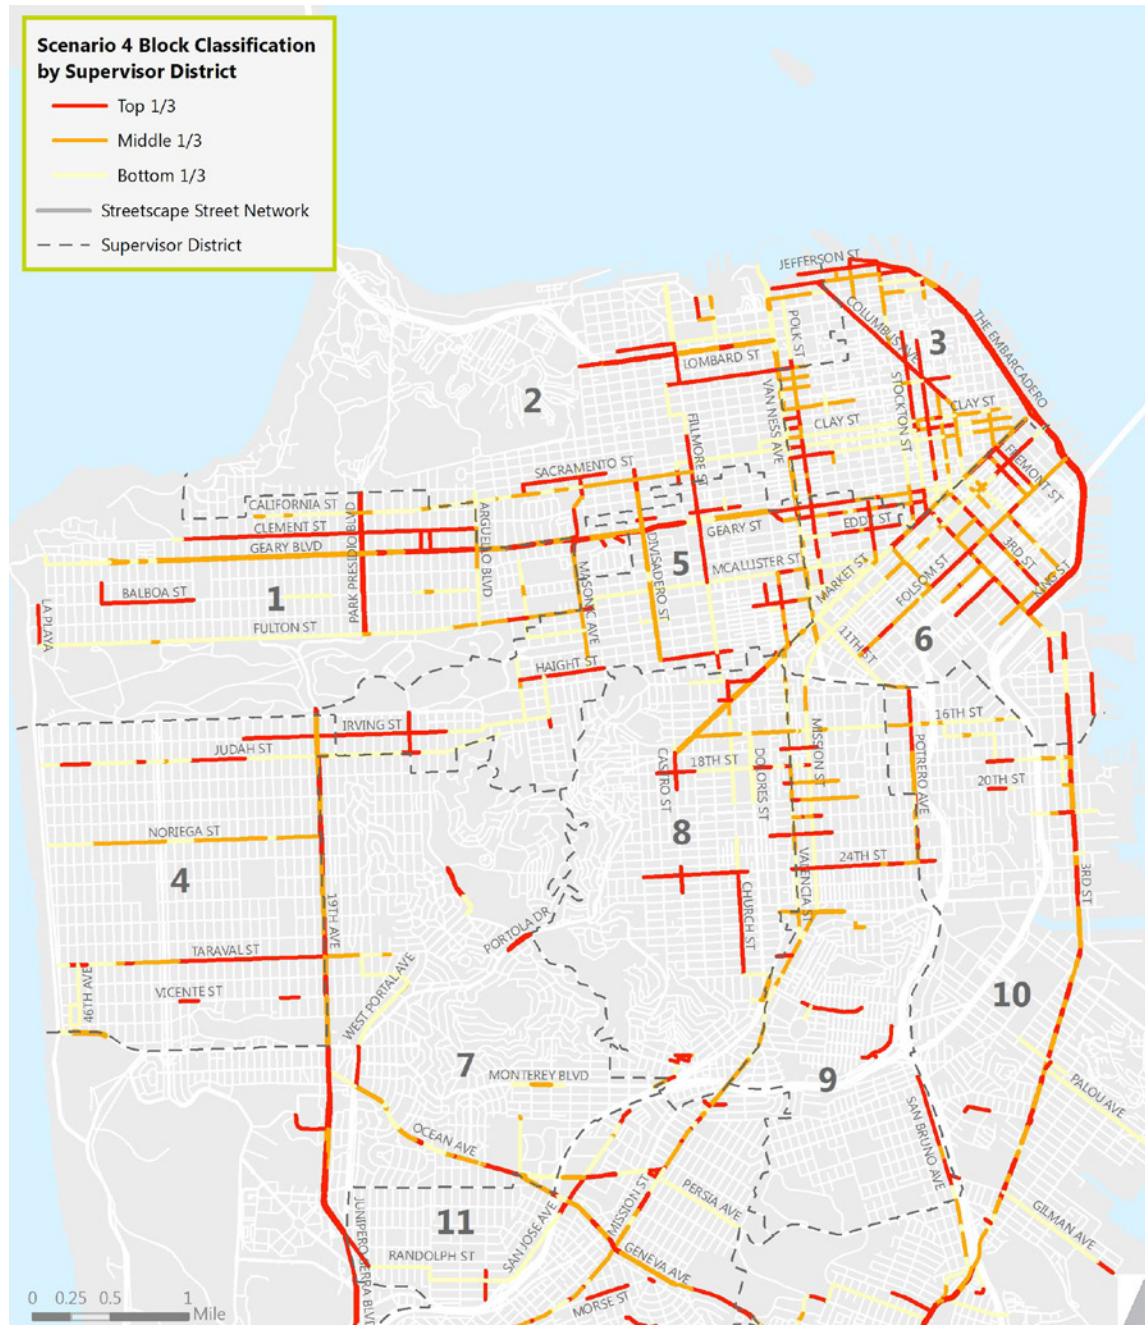 Scenario 4 Block Classification
by Supervisor District
Top 1/3
Middle 1/3
Bottom 1/3
Streetscape Street Network
Supervisor District
JEFFERSON ST
COLUMBUS AVE
THE EMBARCADERO
POLK ST
3
LOMBARD ST
2
VAN NESS AVE
STOCKTON ST
CLAY ST
CLAY ST
FILLMORE ST
FREMONT ST
SACRAMENTO ST
CALIFORNIA ST
CLEMENT ST
GEARY BLVD
PARK PRESIDIO BLVD
ARGUELLO BLVD
GEARY ST
EDDY ST
5
DIVISADERO ST
MCALLISTER ST
MARKET ST
FOLSOM ST
3RD ST
KING ST
BALBOA ST
1
MASONIC AVE
LA PLAYA
FULTON ST
11TH ST
6
HAIGHT ST
IRVING ST
JUDAH ST
16TH ST
MISSION ST
POTRERO AVE
CASTRO ST
18TH ST
DOLORES ST
20TH ST
NORIEGA ST
8
4
VALENCIA ST
24TH ST
3RD ST
19TH AVE
CHURCH ST
PORTOLA DR
TARAVAL ST
46TH AVE
VICENTE ST
WEST PORTAL AVE
10
7
MONTEREY BLVD
9
PALOU AVE
SAN BRUNO AVE
OCEAN AVE
PERSIA AVE
MISSION ST
GILMAN AVE
11
SAN JOSE AVE
JUNIPERO SERRA BLVD
RANDOLPH ST
GENEVA AVE
MORSE ST
0 0.25 0.5 1
Mile